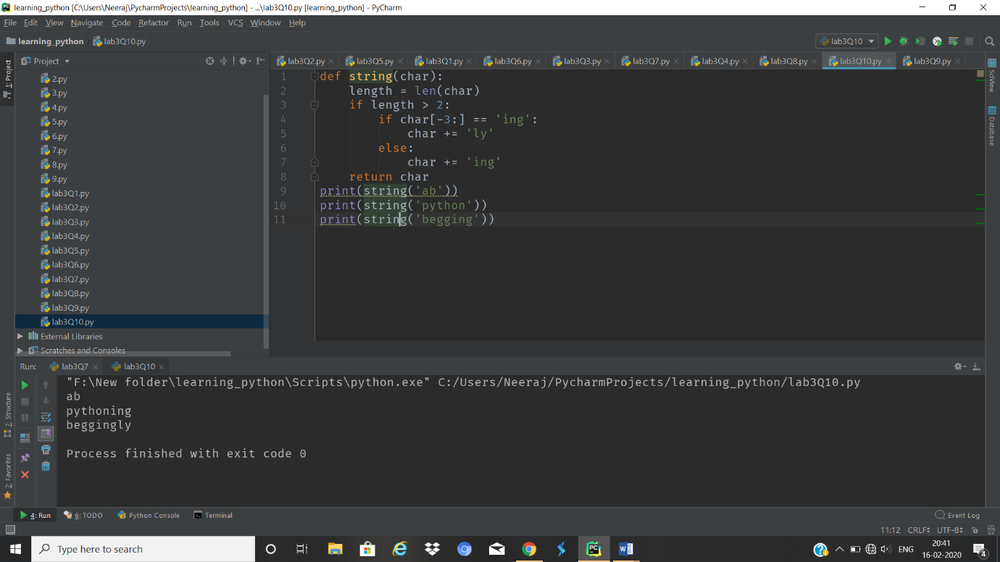 learning_python [C:\Users\Neeraj\PycharmProjects\learning_python] - ...\lab3Q10.py [learning_python] - PyCharm
File Edit View Navigate Code Refactor Run Tools VCS Window Help
learning_python lab3Q10.py lab3Q10
Project
lab3Q2.py lab3Q5.py lab3Q1.py lab3Q6.py lab3Q3.py lab3Q7.py lab3Q4.py lab3Q8.py lab3Q10.py lab3Q9.py
1: Project
2.py
3.py
4.py
5.py
6.py
7.py
8.py
9.py
lab3Q1.py
lab3Q2.py
lab3Q3.py
lab3Q4.py
lab3Q5.py
lab3Q6.py
lab3Q7.py
lab3Q8.py
lab3Q9.py
lab3Q10.py
External Libraries
Scratches and Consoles
1 def string(char):
2 length = len(char)
3 if length > 2:
4 if char[-3:] == 'ing':
5 char += 'ly'
6 else:
7 char += 'ing'
8 return char
9 print(string('ab'))
10 print(string('python'))
11 print(string('begging'))
SciView
Database
Run: lab3Q7 lab3Q10
"F:\New folder\learning_python\Scripts\python.exe" C:/Users/Neeraj/PycharmProjects/learning_python/lab3Q10.py
ab
pythoning
beggingly
Process finished with exit code 0
7: Structure
2: Favorites
4: Run 6: TODO Python Console Terminal Event Log
11:12 CRLF UTF-8
Type here to search
ENG
20:41
16-02-2020
4